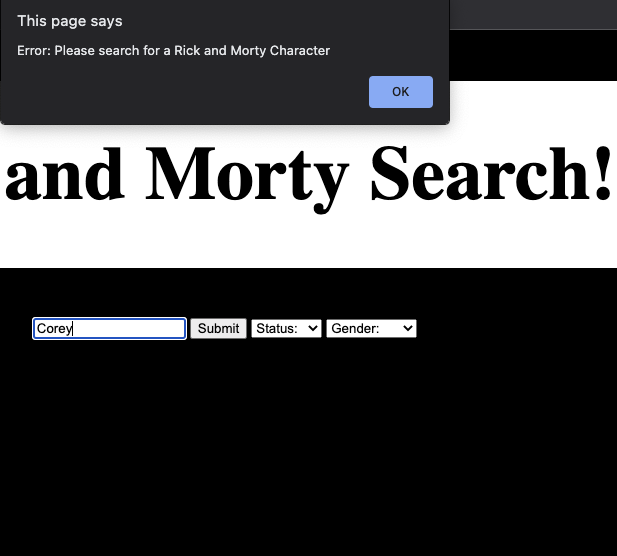 This page says
Error: Please search for a Rick and Morty Character
OK
and Morty Search!
Corey
Submit
Status:
Gender: